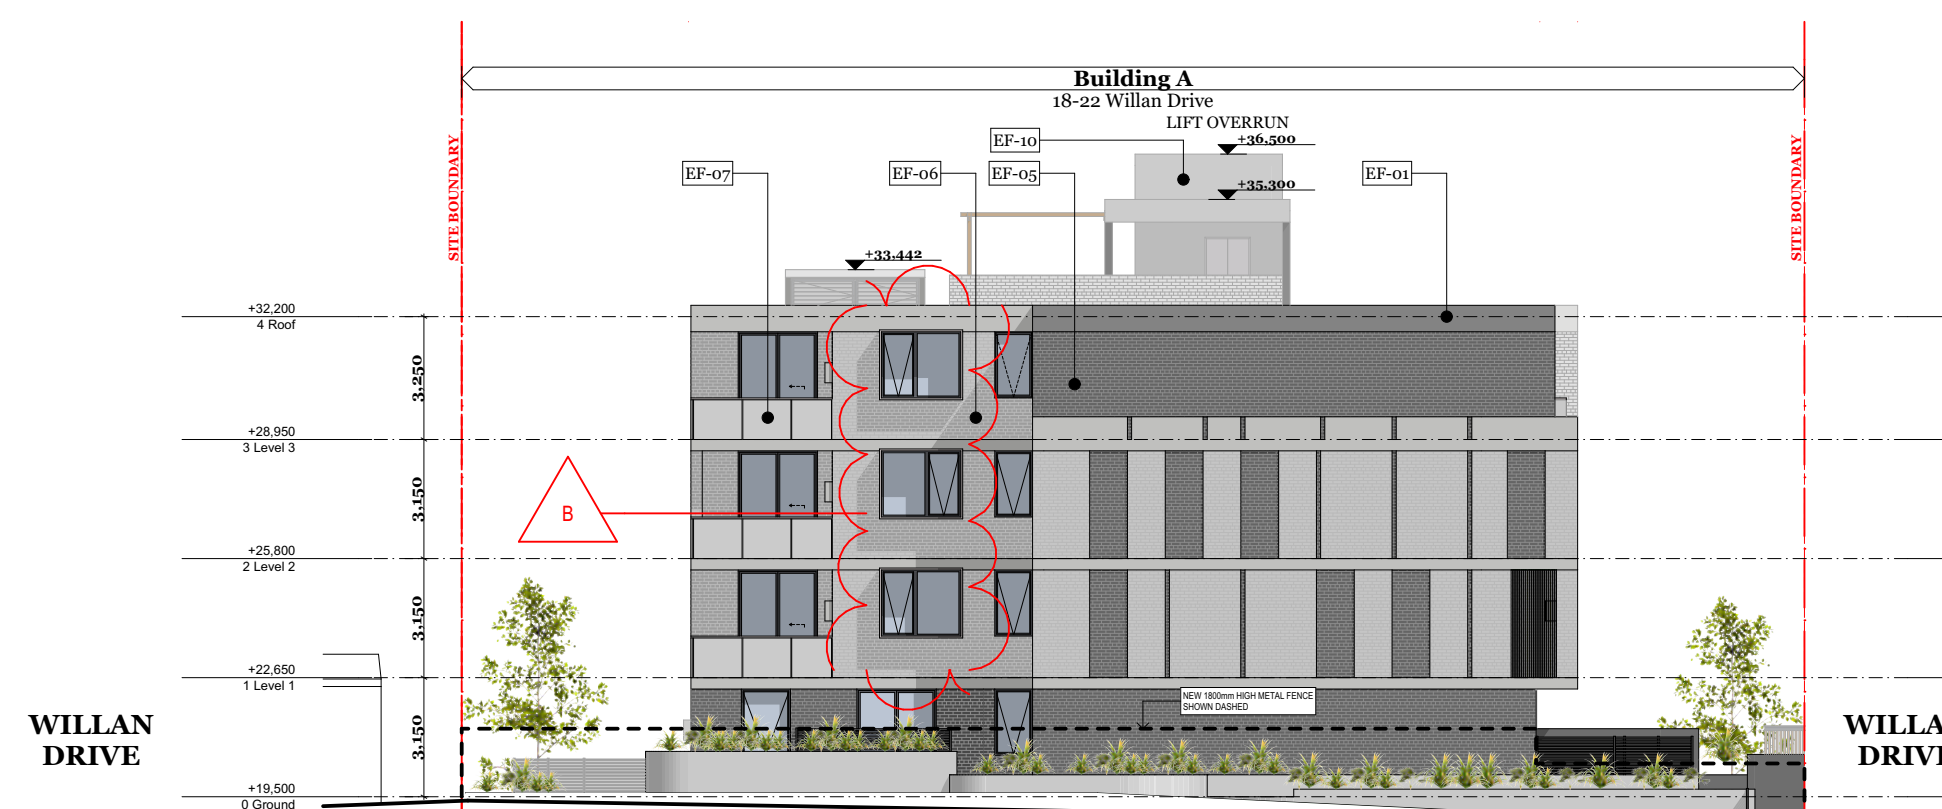 Building A
18-22 Willan Drive
LIFT OVERRUN
+36,500
EF-10
EF-07
EF-06
EF-05
EF-01
+35,300
SITE BOUNDARY
SITE BOUNDARY
+33,442
+32,200
4 Roof
3,250
+28,950
3 Level 3
3,150
B
+25,800
2 Level 2
3,150
+22,650
1 Level 1
NEW 1800mm HIGH METAL FENCE
SHOWN DASHED
WILLAN
DRIVE
3,150
WILLA
DRIVE
+19,500
0 Ground